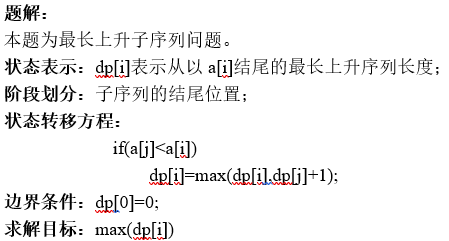 题解：
本题为最长上升子序列问题。
状态表示：dp[i]表示从以 a[i]结尾的最长上升序列长度；
阶段划分：子序列的结尾位置；
状态转移方程：
if(a[j]<a[i])
dp[i]=max(dp[i],dp[j]+1);
边界条件：dp[0]=0;
求解目标：max(dp[i])